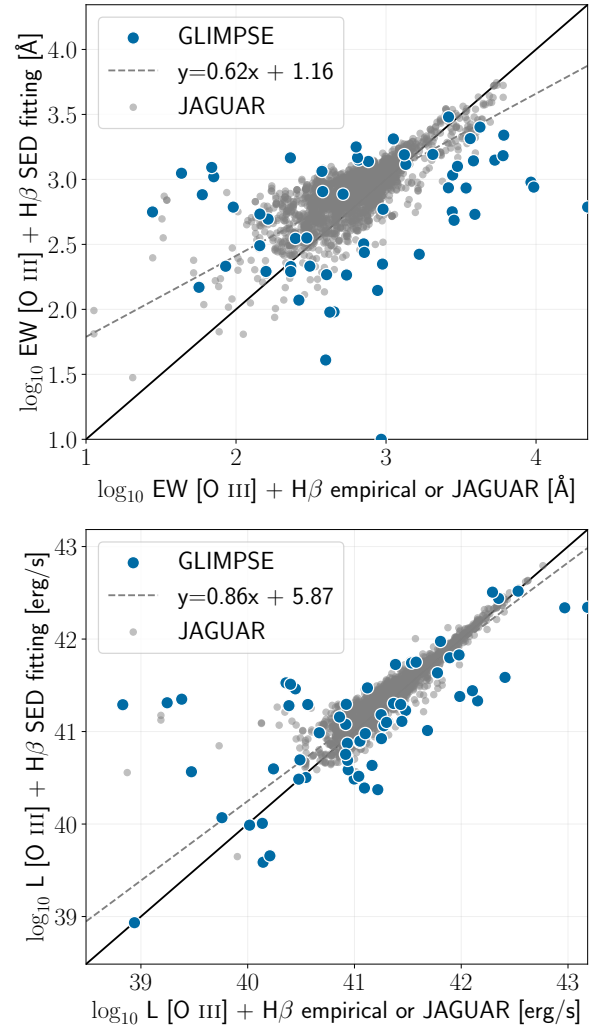 GLIMPSE
y=0.62x + 1.16
JAGUAR
4.0
3.5
3.0
2.5
2.0
1.5
1.0
log₁₀ EW [O III] + Hβ SED fitting [Å]
1
2
3
4
log₁₀ EW [O III] + Hβ empirical or JAGUAR [Å]
GLIMPSE
y=0.86x + 5.87
JAGUAR
43
42
41
40
39
log₁₀ L [O III] + Hβ SED fitting [erg/s]
39
40
41
42
43
log₁₀ L [O III] + Hβ empirical or JAGUAR [erg/s]